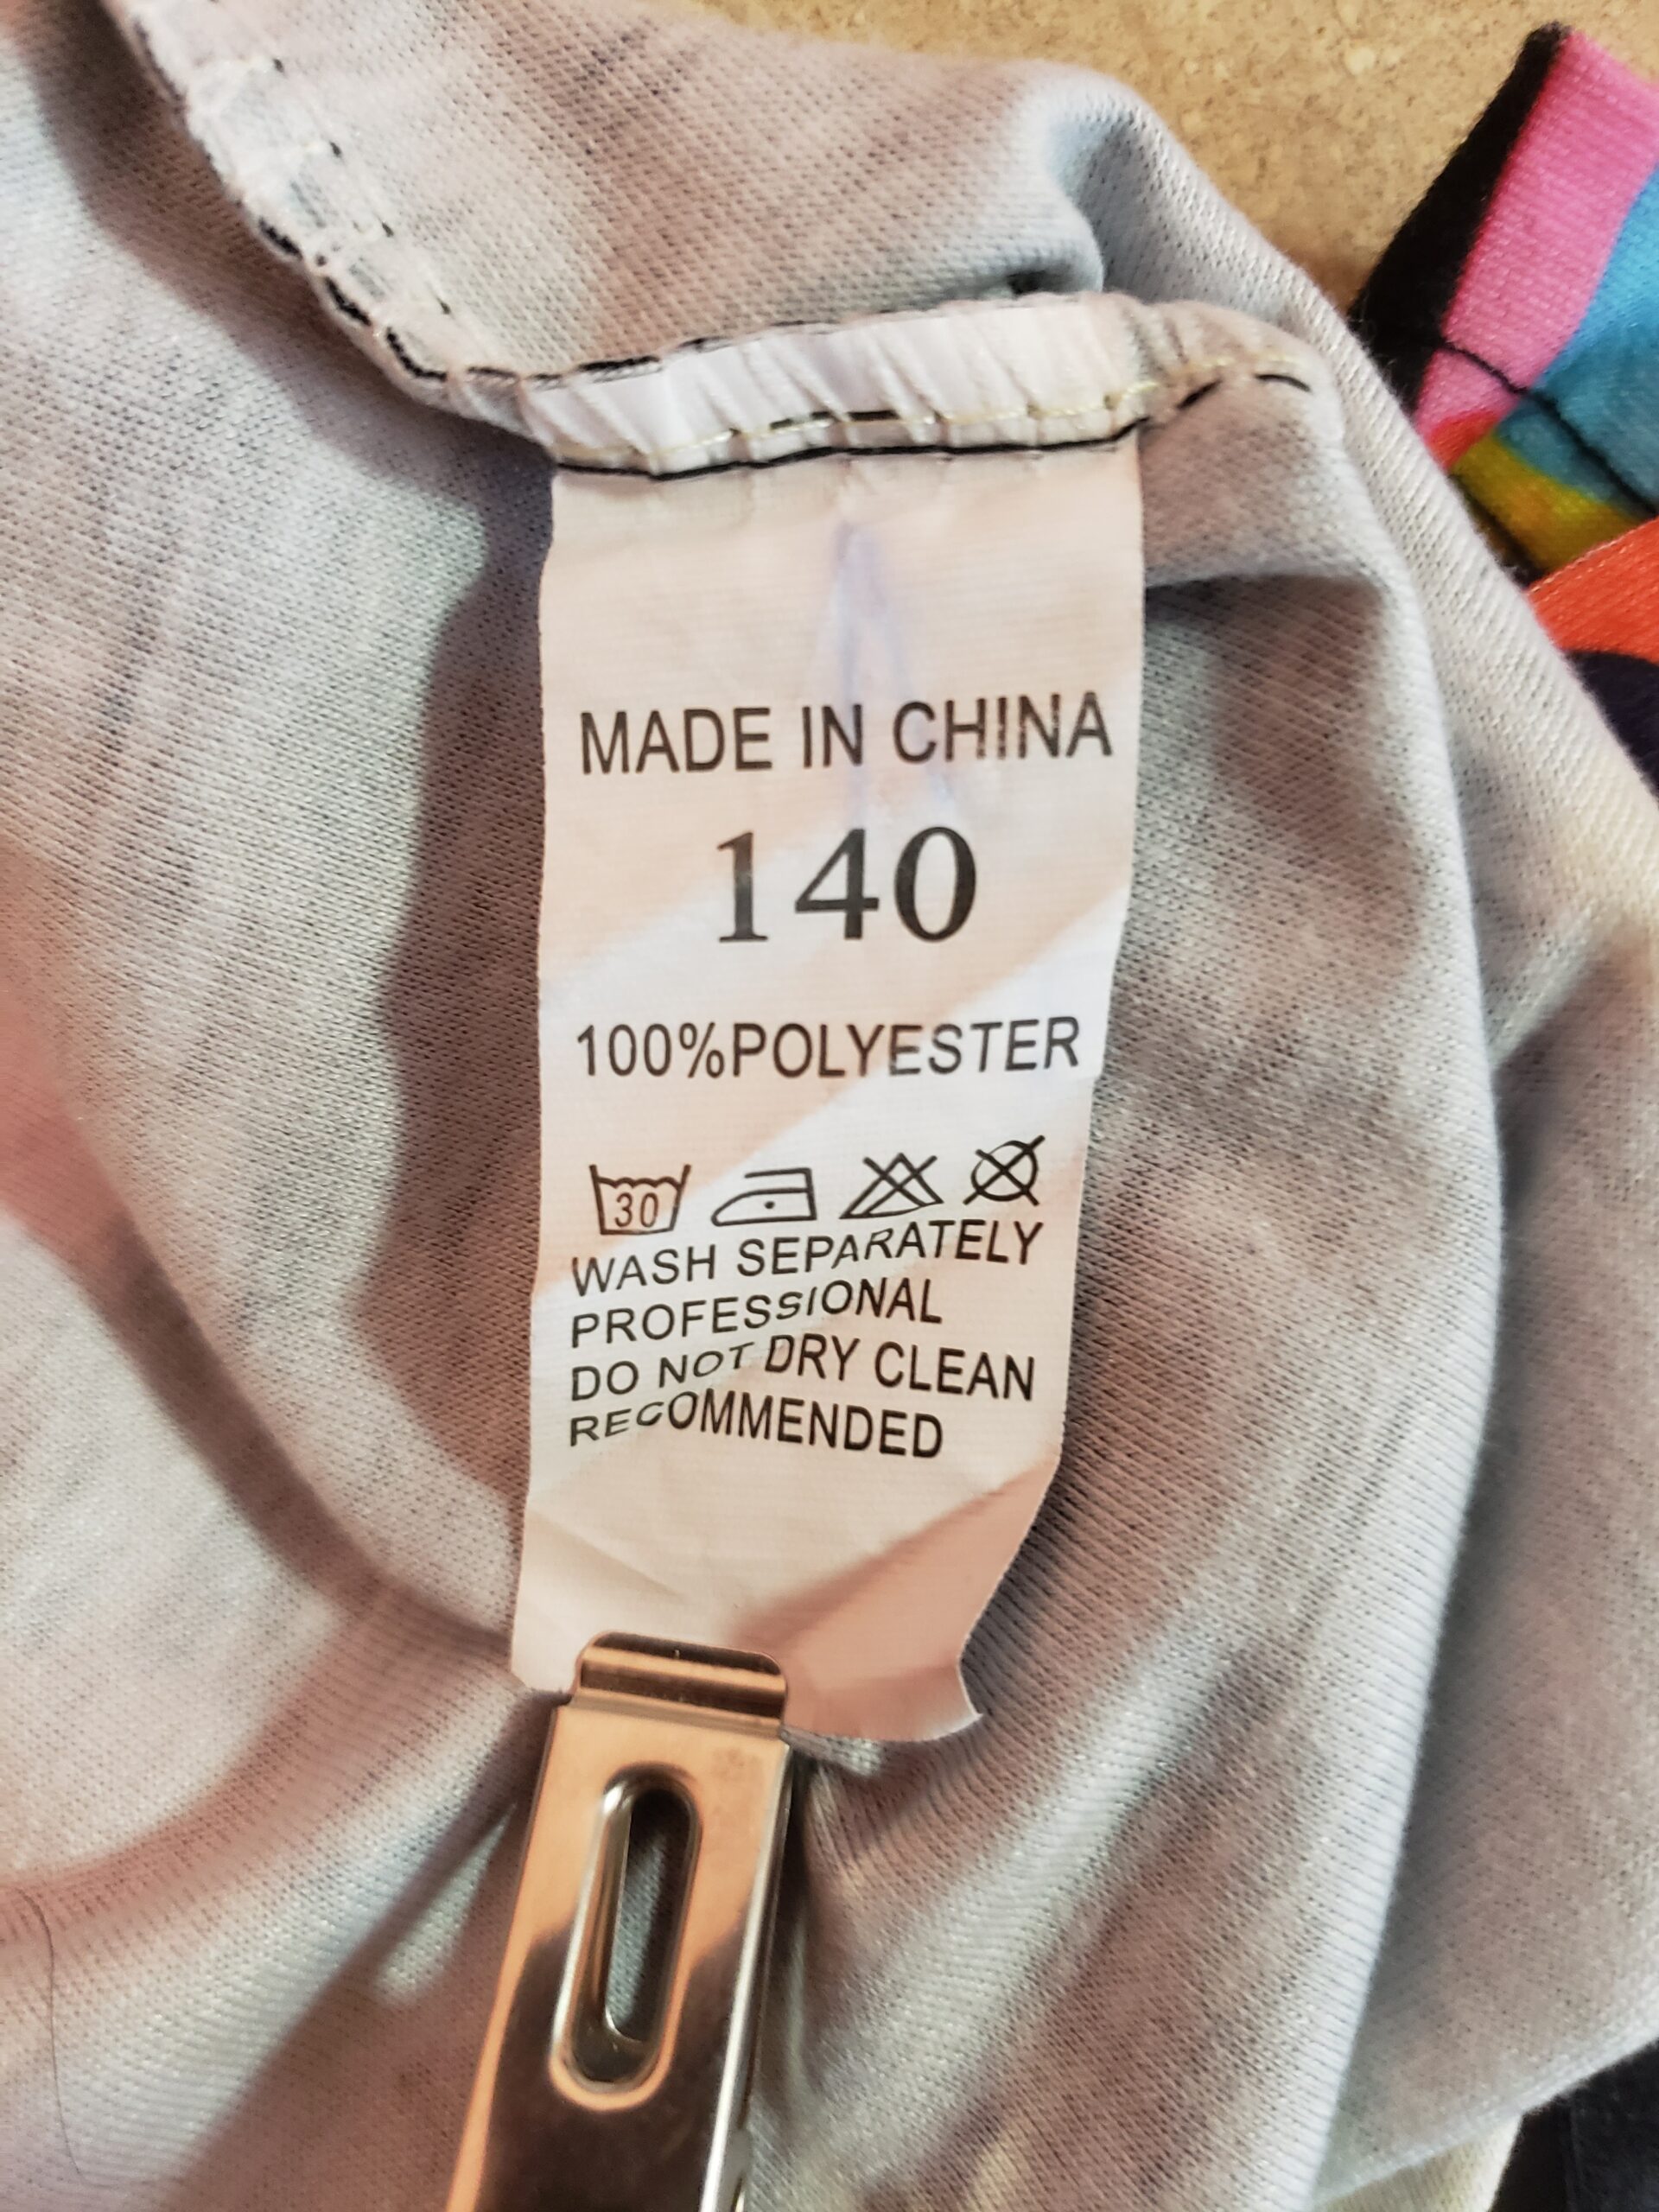 MADE IN CHINA
140
100%POLYESTER
30
WASH SEPARATELY
PROFESSIONAL
DO NOT DRY CLEAN
RECOMMENDED